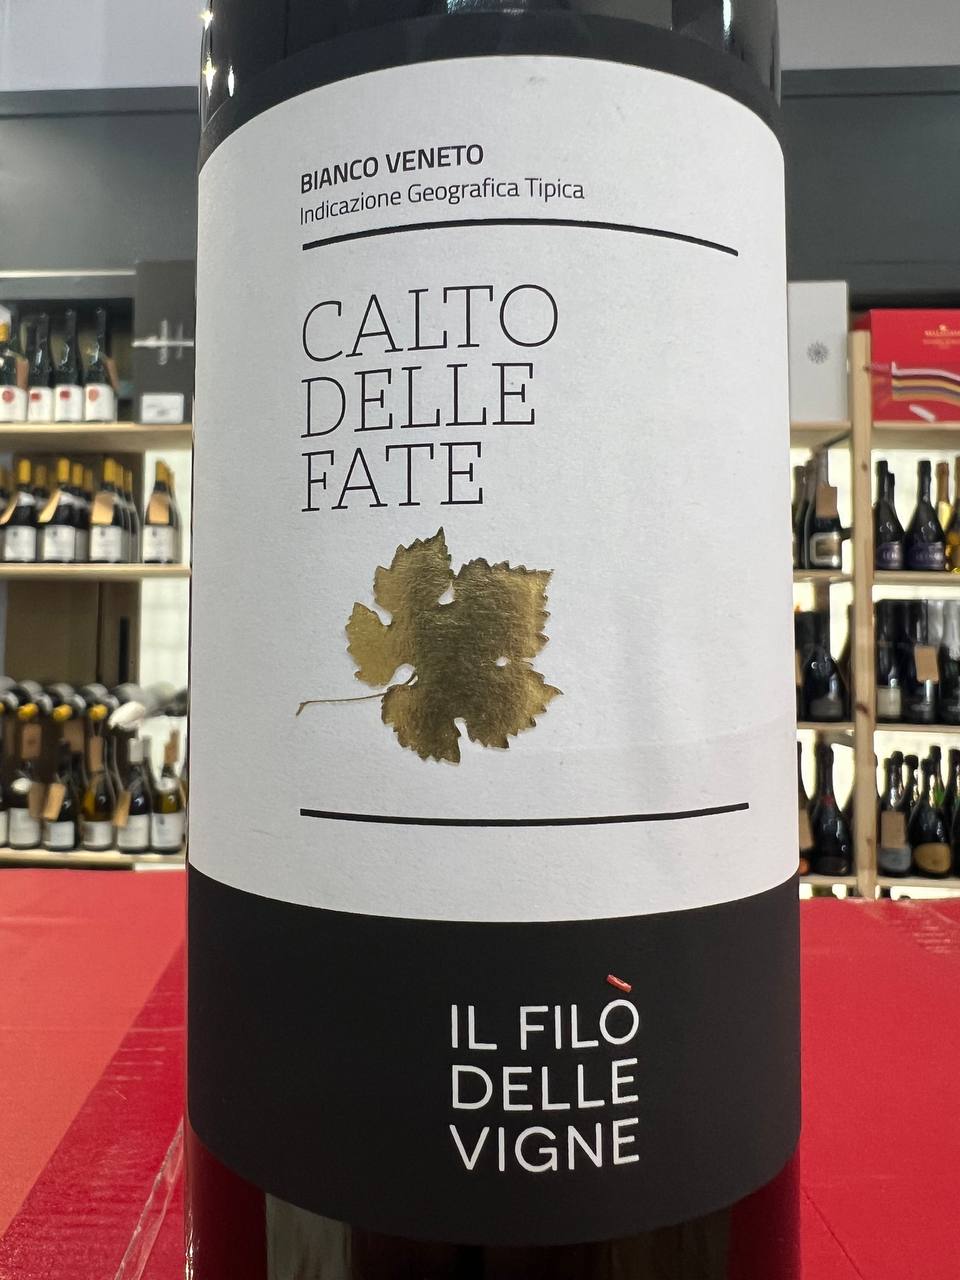 BIANCO VENETO
Indicazione Geografica Tipica
CALTO
DELLE
FATE
IL FILÒ
DELLE
VIGNE